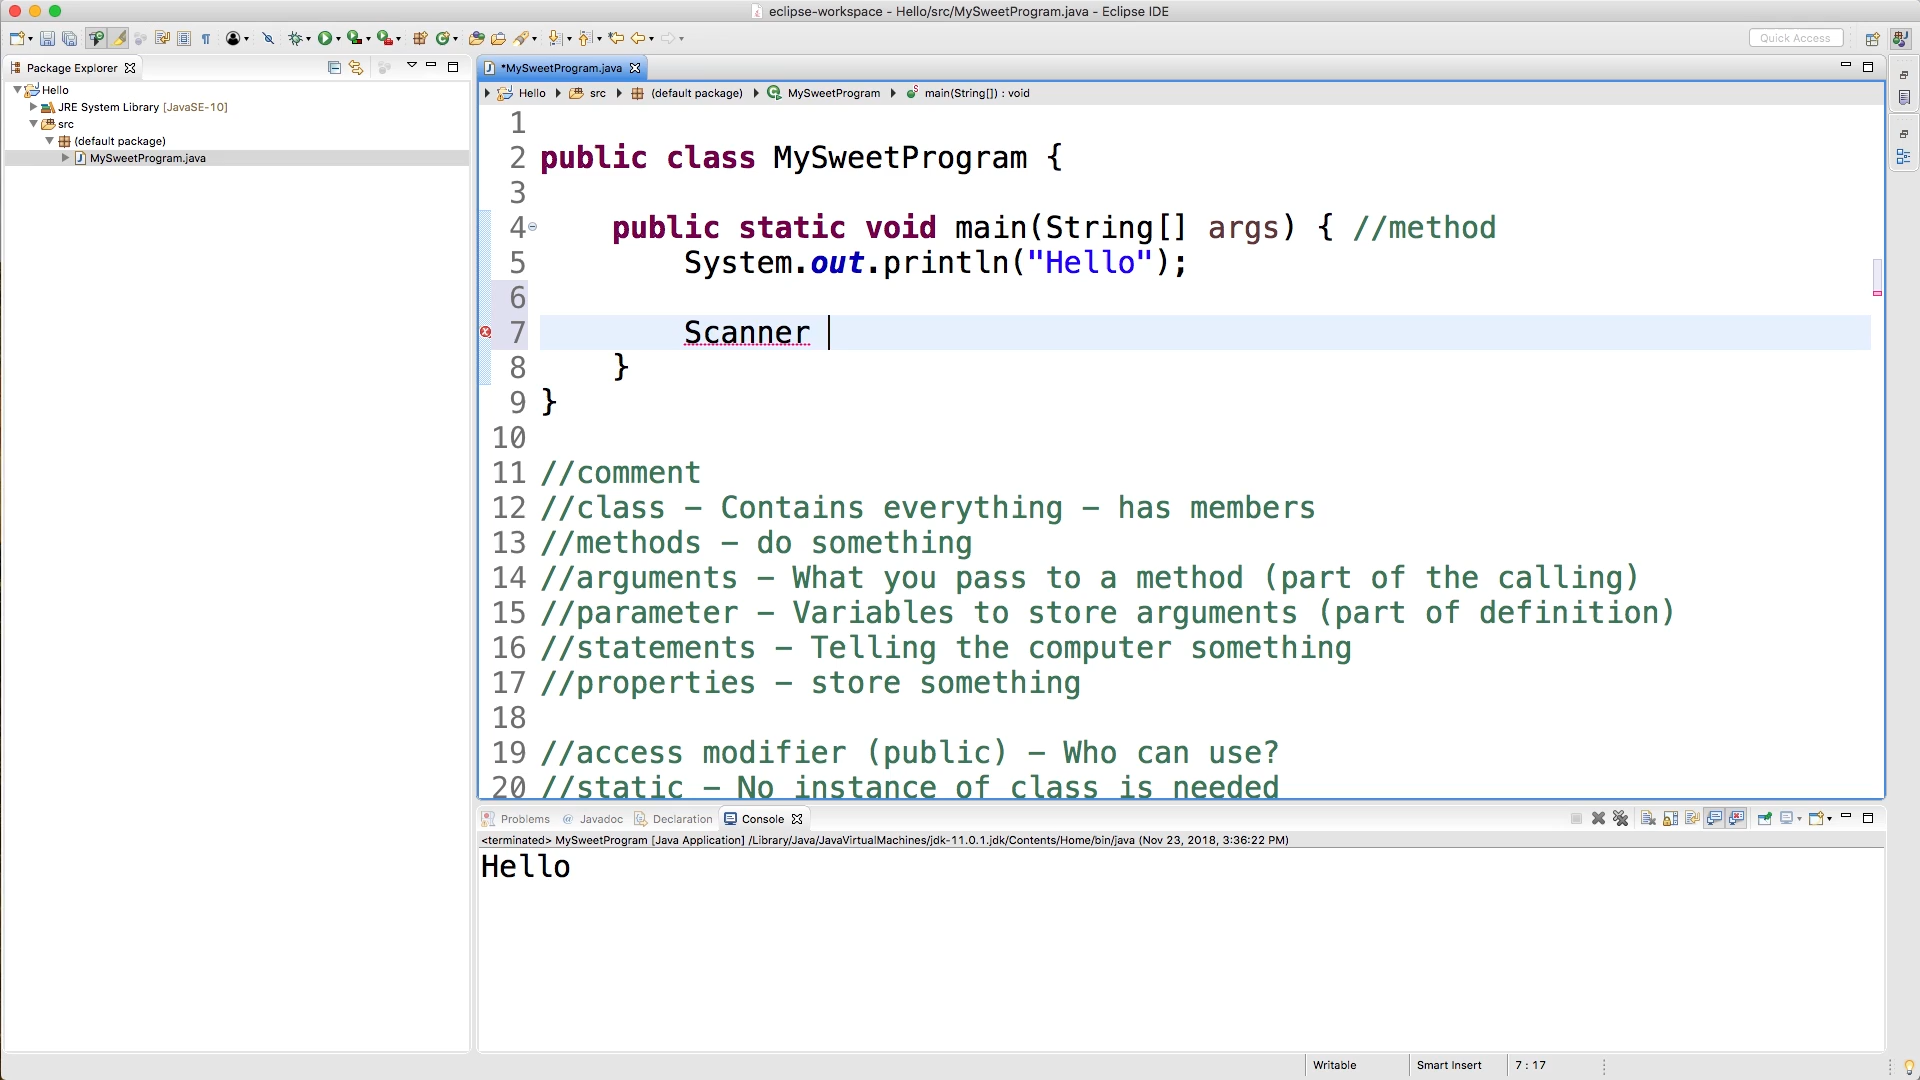 eclipse-workspace - Hello/src/MySweetProgram.java - Eclipse IDE
Quick Access
Package Explorer
Hello
JRE System Library [JavaSE-10]
src
(default package)
MySweetProgram.java
*MySweetProgram.java
Hello src (default package) MySweetProgram main(String[]) : void
1
2 public class MySweetProgram {
3
4 public static void main(String[] args) { //method
5 System.out.println("Hello");
6
7 Scanner
8 }
9 }
10
11 //comment
12 //class – Contains everything – has members
13 //methods – do something
14 //arguments – What you pass to a method (part of the calling)
15 //parameter – Variables to store arguments (part of definition)
16 //statements – Telling the computer something
17 //properties – store something
18
19 //access modifier (public) – Who can use?
20 //static – No instance of class is needed
Problems @ Javadoc Declaration Console
<terminated> MySweetProgram [Java Application] /Library/Java/JavaVirtualMachines/jdk-11.0.1.jdk/Contents/Home/bin/java (Nov 23, 2018, 3:36:22 PM)
Hello
Writable Smart Insert 7 : 17